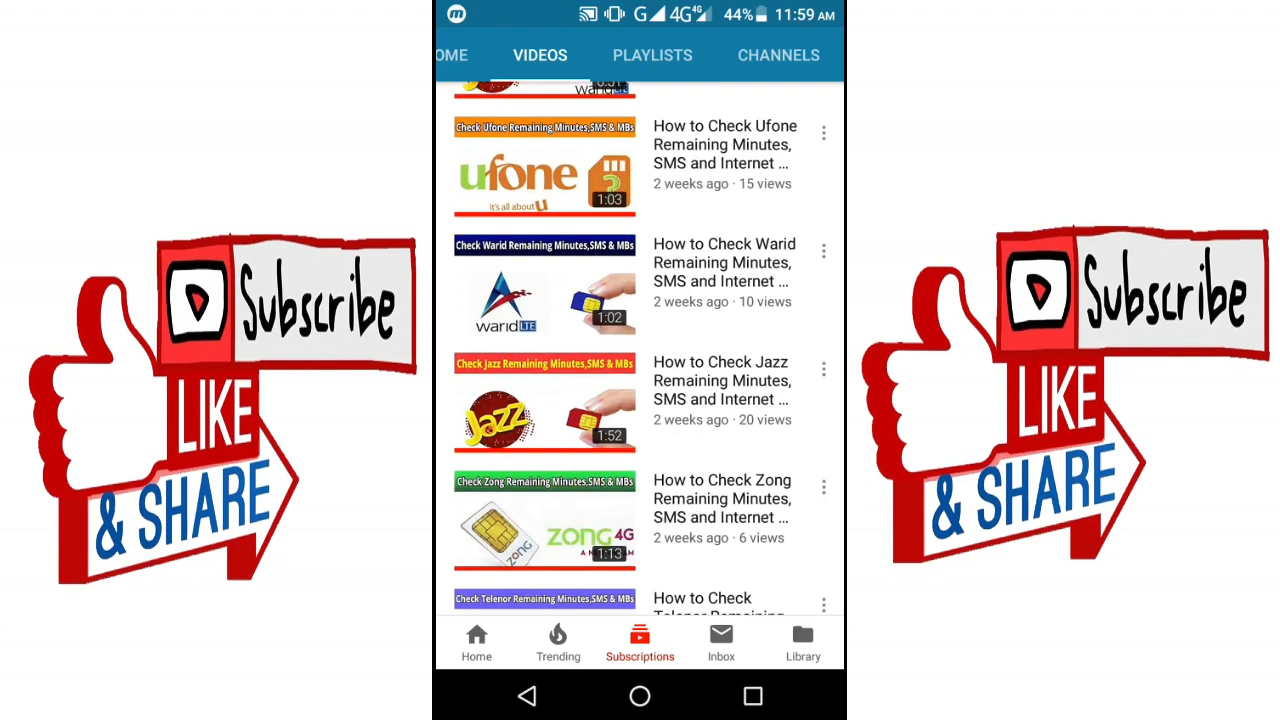 G 4G 4G 44% 11:59 AM
OME VIDEOS PLAYLISTS CHANNELS
warid
Check Ufone Remaining Minutes,SMS & MBs
ufone
it's all about U
1:03
How to Check Ufone
Remaining Minutes,
SMS and Internet ...
2 weeks ago · 15 views
Check Warid Remaining Minutes,SMS & MBs
warid LTE
1:02
How to Check Warid
Remaining Minutes,
SMS and Internet ...
2 weeks ago · 10 views
Check Jazz Remaining Minutes,SMS & MBs
Jazz
1:52
How to Check Jazz
Remaining Minutes,
SMS and Internet ...
2 weeks ago · 20 views
Check Zong Remaining Minutes,SMS & MBs
ZONG
ZONG 4G
1:13
How to Check Zong
Remaining Minutes,
SMS and Internet ...
2 weeks ago · 6 views
Check Telenor Remaining Minutes,SMS & MBs
How to Check
Telenor Remaining
Home Trending Subscriptions Inbox Library
Subscribe
LIKE
& SHARE
Subscribe
LIKE
& SHARE